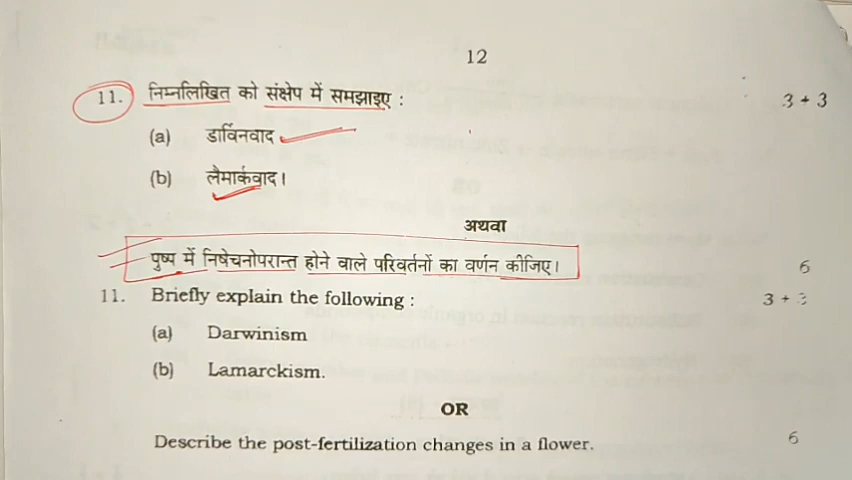 12
11. निम्नलिखित को संक्षेप में समझाइए : 3 + 3
(a) डार्विनवाद
(b) लैमार्कवाद।
अथवा
पुष्प में निषेचनोपरान्त होने वाले परिवर्तनों का वर्णन कीजिए। 6
11. Briefly explain the following : 3 + 3
(a) Darwinism
(b) Lamarckism.
OR
Describe the post-fertilization changes in a flower. 6